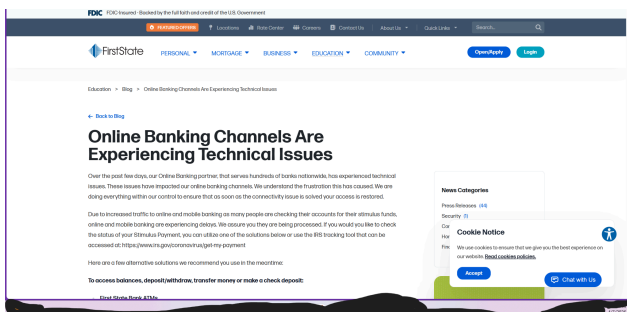 FDIC FDIC-Insured - Backed by the full faith and credit of the U.S. Government
FEATURED OFFERS Locations Rate Center Careers Contact Us About Us Quick Links Search...
FirstState PERSONAL MORTGAGE BUSINESS EDUCATION COMMUNITY Open/Apply Login
Education > Blog > Online Banking Channels Are Experiencing Technical Issues
← Back to Blog
Online Banking Channels Are
Experiencing Technical Issues
Over the past few days, our Online Banking partner, that serves hundreds of banks nationwide, has experienced technical
issues. These issues have impacted our online banking channels. We understand the frustration this has caused. We are
doing everything within our control to ensure that as soon as the connectivity issue is solved your access is restored.
Due to increased traffic to online and mobile banking as many people are checking their accounts for their stimulus funds,
online and mobile banking are experiencing delays. We assure you they are being processed. If you would you like to check
the status of your Stimulus Payment, you can utilize one of the solutions below or use the IRS tracking tool that can be
accessed at: https://www.irs.gov/coronavirus/get-my-payment
Here are a few alternative solutions we recommend you use in the meantime:
To access balances, deposit/withdraw, transfer money or make a check deposit:
First State Bank ATMs
News Categories
Press Releases (44)
Security (1)
Cookie Notice
We use cookies to ensure that we give you the best experience on
our website. Read cookies policies.
Accept
Chat with Us